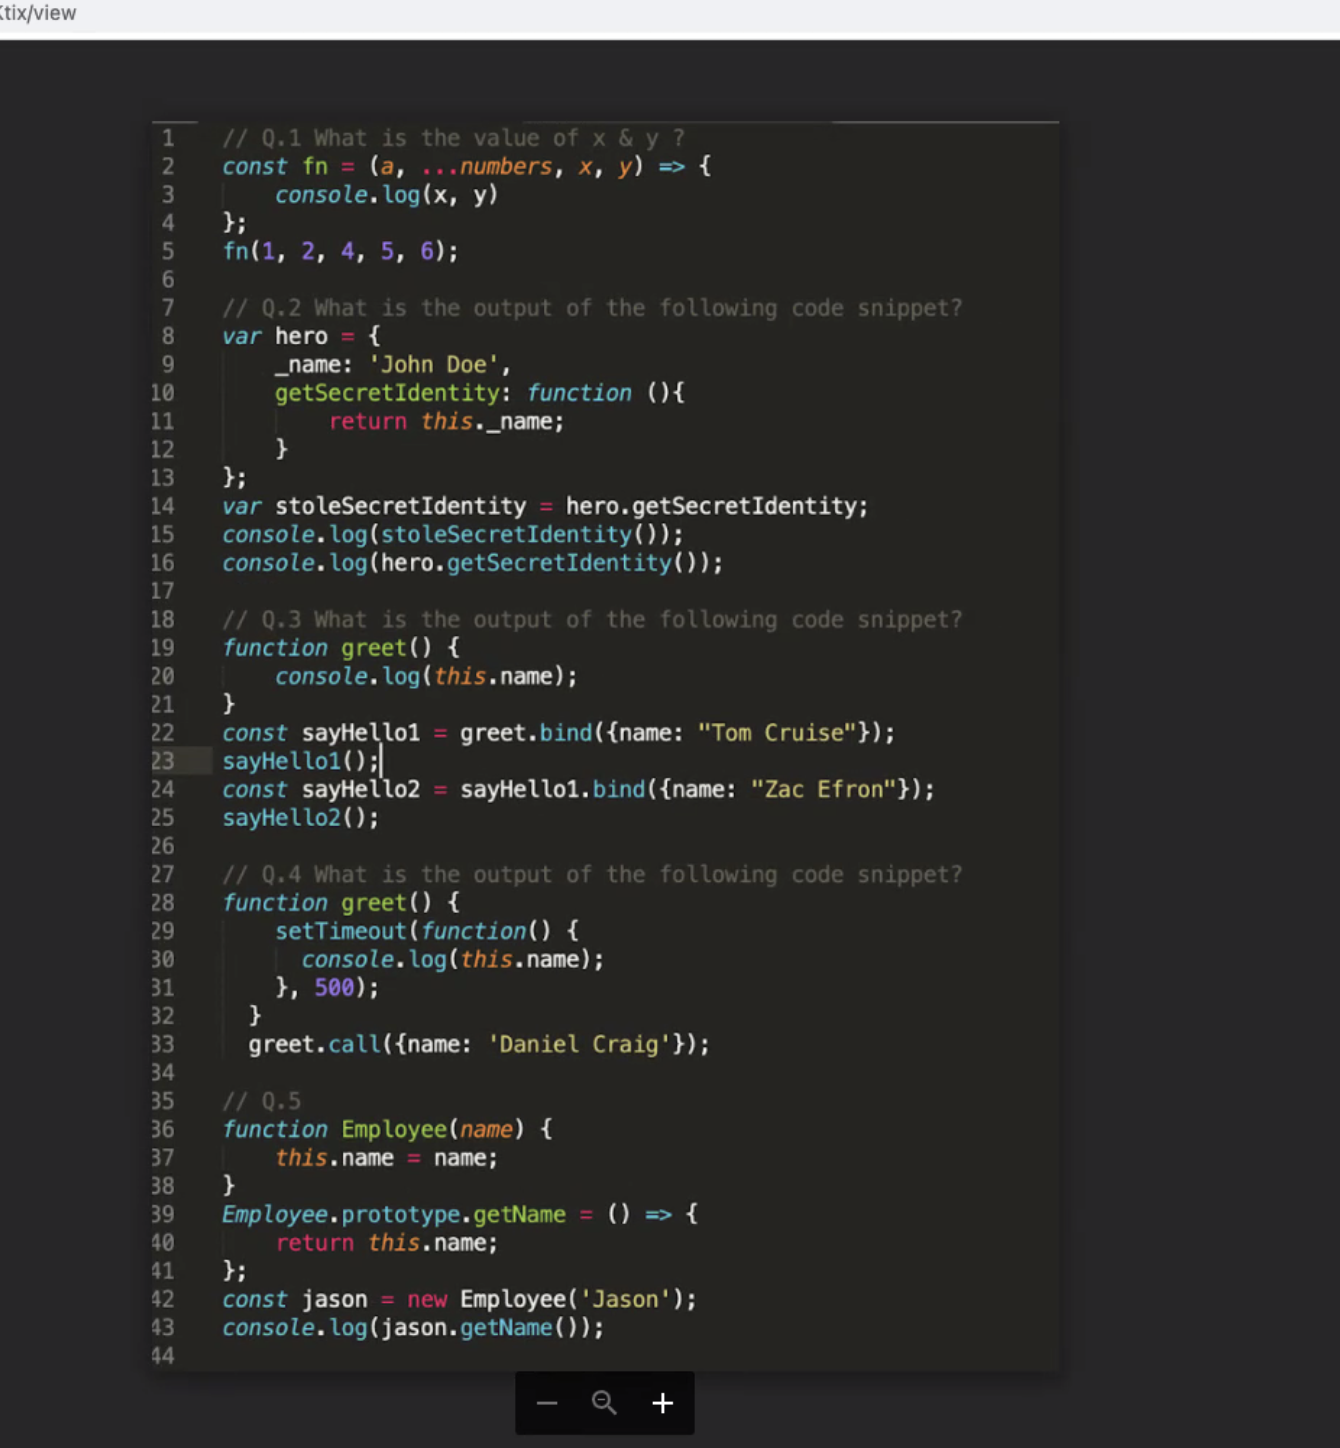 tix/view
1 // Q.1 What is the value of x & y ?
2 const fn = (a, ...numbers, x, y) => {
3     console.log(x, y)
4 };
5 fn(1, 2, 4, 5, 6);
6
7 // Q.2 What is the output of the following code snippet?
8 var hero = {
9     _name: 'John Doe',
10     getSecretIdentity: function (){
11         return this._name;
12     }
13 };
14 var stoleSecretIdentity = hero.getSecretIdentity;
15 console.log(stoleSecretIdentity());
16 console.log(hero.getSecretIdentity());
17
18 // Q.3 What is the output of the following code snippet?
19 function greet() {
20     console.log(this.name);
21 }
22 const sayHello1 = greet.bind({name: "Tom Cruise"});
23 sayHello1();
24 const sayHello2 = sayHello1.bind({name: "Zac Efron"});
25 sayHello2();
26
27 // Q.4 What is the output of the following code snippet?
28 function greet() {
29     setTimeout(function() {
30       console.log(this.name);
31     }, 500);
32   }
33   greet.call({name: 'Daniel Craig'});
34
35 // Q.5
36 function Employee(name) {
37     this.name = name;
38 }
39 Employee.prototype.getName = () => {
40     return this.name;
41 };
42 const jason = new Employee('Jason');
43 console.log(jason.getName());
44